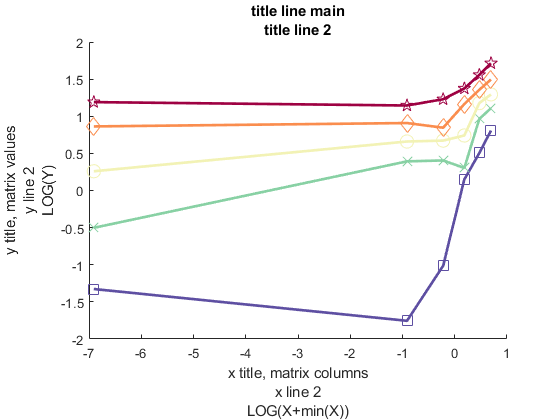 title line main
title line 2
y title, matrix values
y line 2
LOG(Y)
2
1.5
1
0.5
0
-0.5
-1
-1.5
-2
-7 -6 -5 -4 -3 -2 -1 0 1
x title, matrix columns
x line 2
LOG(X+min(X))